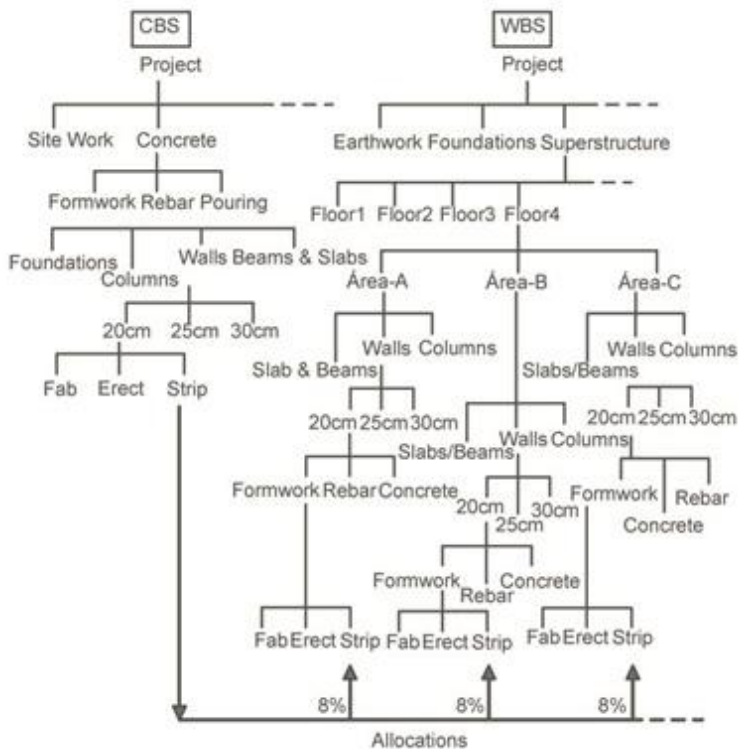 CBS WBS
Project Project
Site Work Concrete Earthwork Foundations Superstructure
Formwork Rebar Pouring
Floor1 Floor2 Floor3 Floor4
Foundations Walls Beams & Slabs
Columns Área-A Área-B Área-C
20cm 25cm 30cm
Walls Columns Walls Columns
Slab & Beams Slabs/Beams
Fab Erect Strip
20cm 25cm 30cm 20cm 25cm 30cm
Slabs/Beams Walls Columns
Formwork Rebar Concrete Formwork Rebar
20cm 30cm
25cm Concrete
Formwork Concrete
Rebar
Fab Erect Strip Fab Erect Strip Fab Erect Strip
8% 8% 8%
Allocations